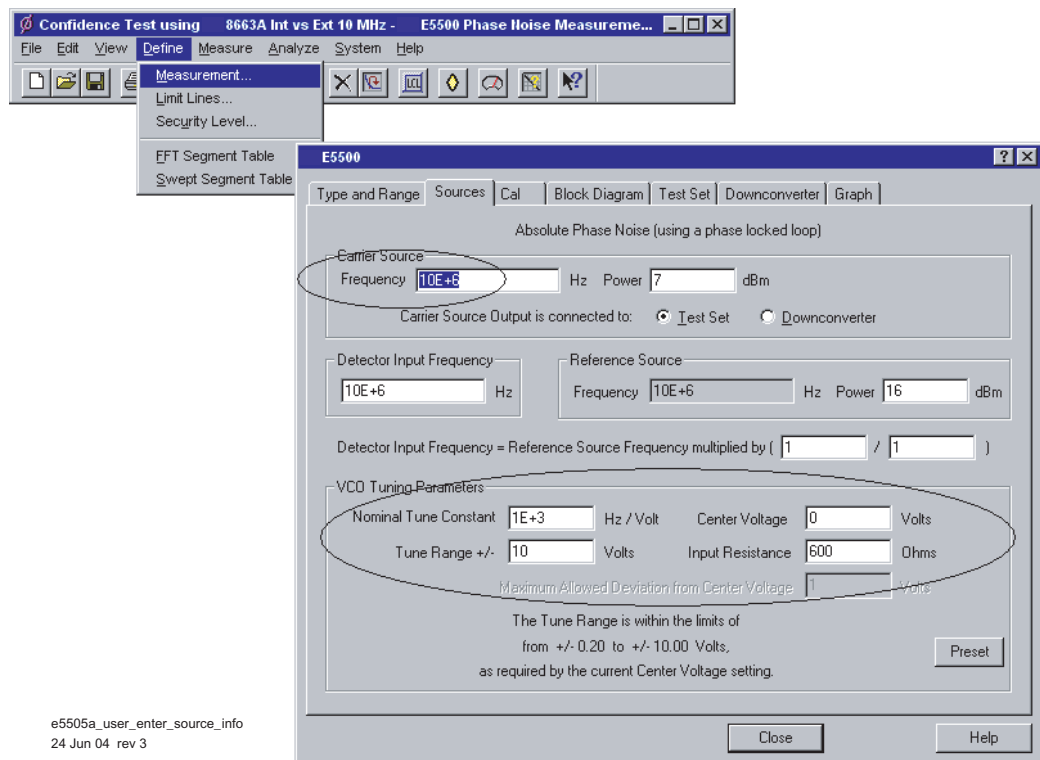 Confidence Test using 8663A Int vs Ext 10 MHz - E5500 Phase Noise Measureme...
File Edit View Define Measure Analyze System Help
Measurement...
Limit Lines...
Security Level...
FFT Segment Table
Swept Segment Table
E5500
Type and Range Sources Cal Block Diagram Test Set Downconverter Graph
Absolute Phase Noise (using a phase locked loop)
Carrier Source
Frequency 10E+6 Hz Power 7 dBm
Carrier Source Output is connected to: Test Set Downconverter
Detector Input Frequency Reference Source
10E+6 Hz Frequency 10E+6 Hz Power 16 dBm
Detector Input Frequency = Reference Source Frequency multiplied by ( 1 / 1 )
VCO Tuning Parameters
Nominal Tune Constant 1E+3 Hz / Volt Center Voltage 0 Volts
Tune Range +/- 10 Volts Input Resistance 600 Ohms
Maximum Allowed Deviation from Center Voltage 1 Volts
The Tune Range is within the limits of
from +/- 0.20 to +/- 10.00 Volts,
as required by the current Center Voltage setting.
Preset
e5505a_user_enter_source_info
24 Jun 04 rev 3
Close Help